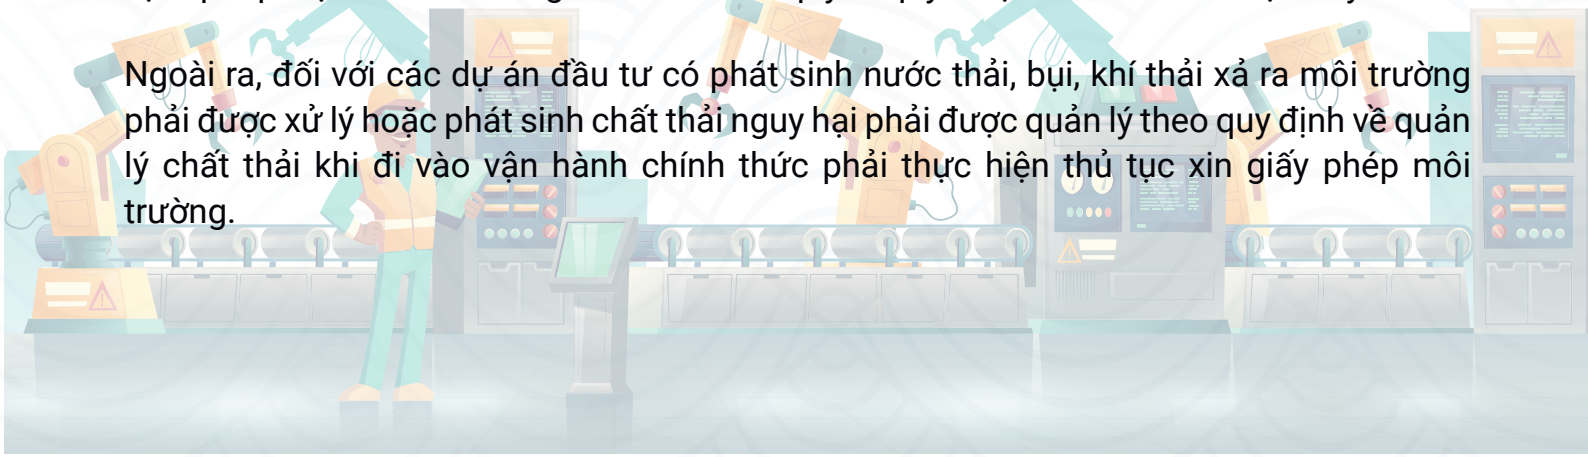 Ngoài ra, đối với các dự án đầu tư có phát sinh nước thải, bụi, khí thải xả ra môi trường
phải được xử lý hoặc phát sinh chất thải nguy hại phải được quản lý theo quy định về quản
lý chất thải khi đi vào vận hành chính thức phải thực hiện thủ tục xin giấy phép môi
trường.